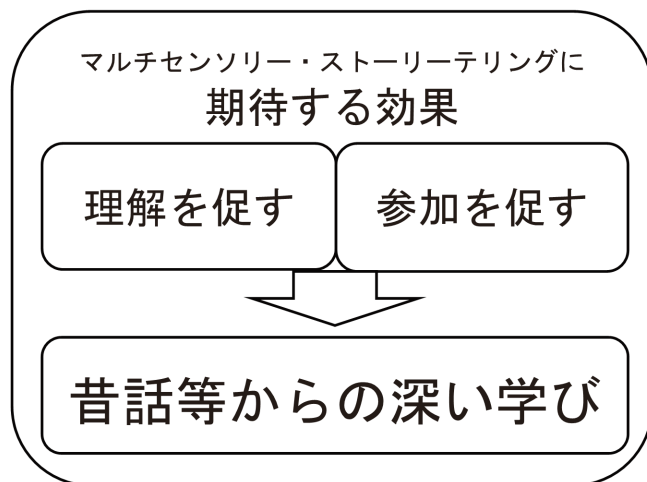 マルチセンソリー・ストーリーテリングに
期待する効果
理解を促す
参加を促す
昔話等からの深い学び